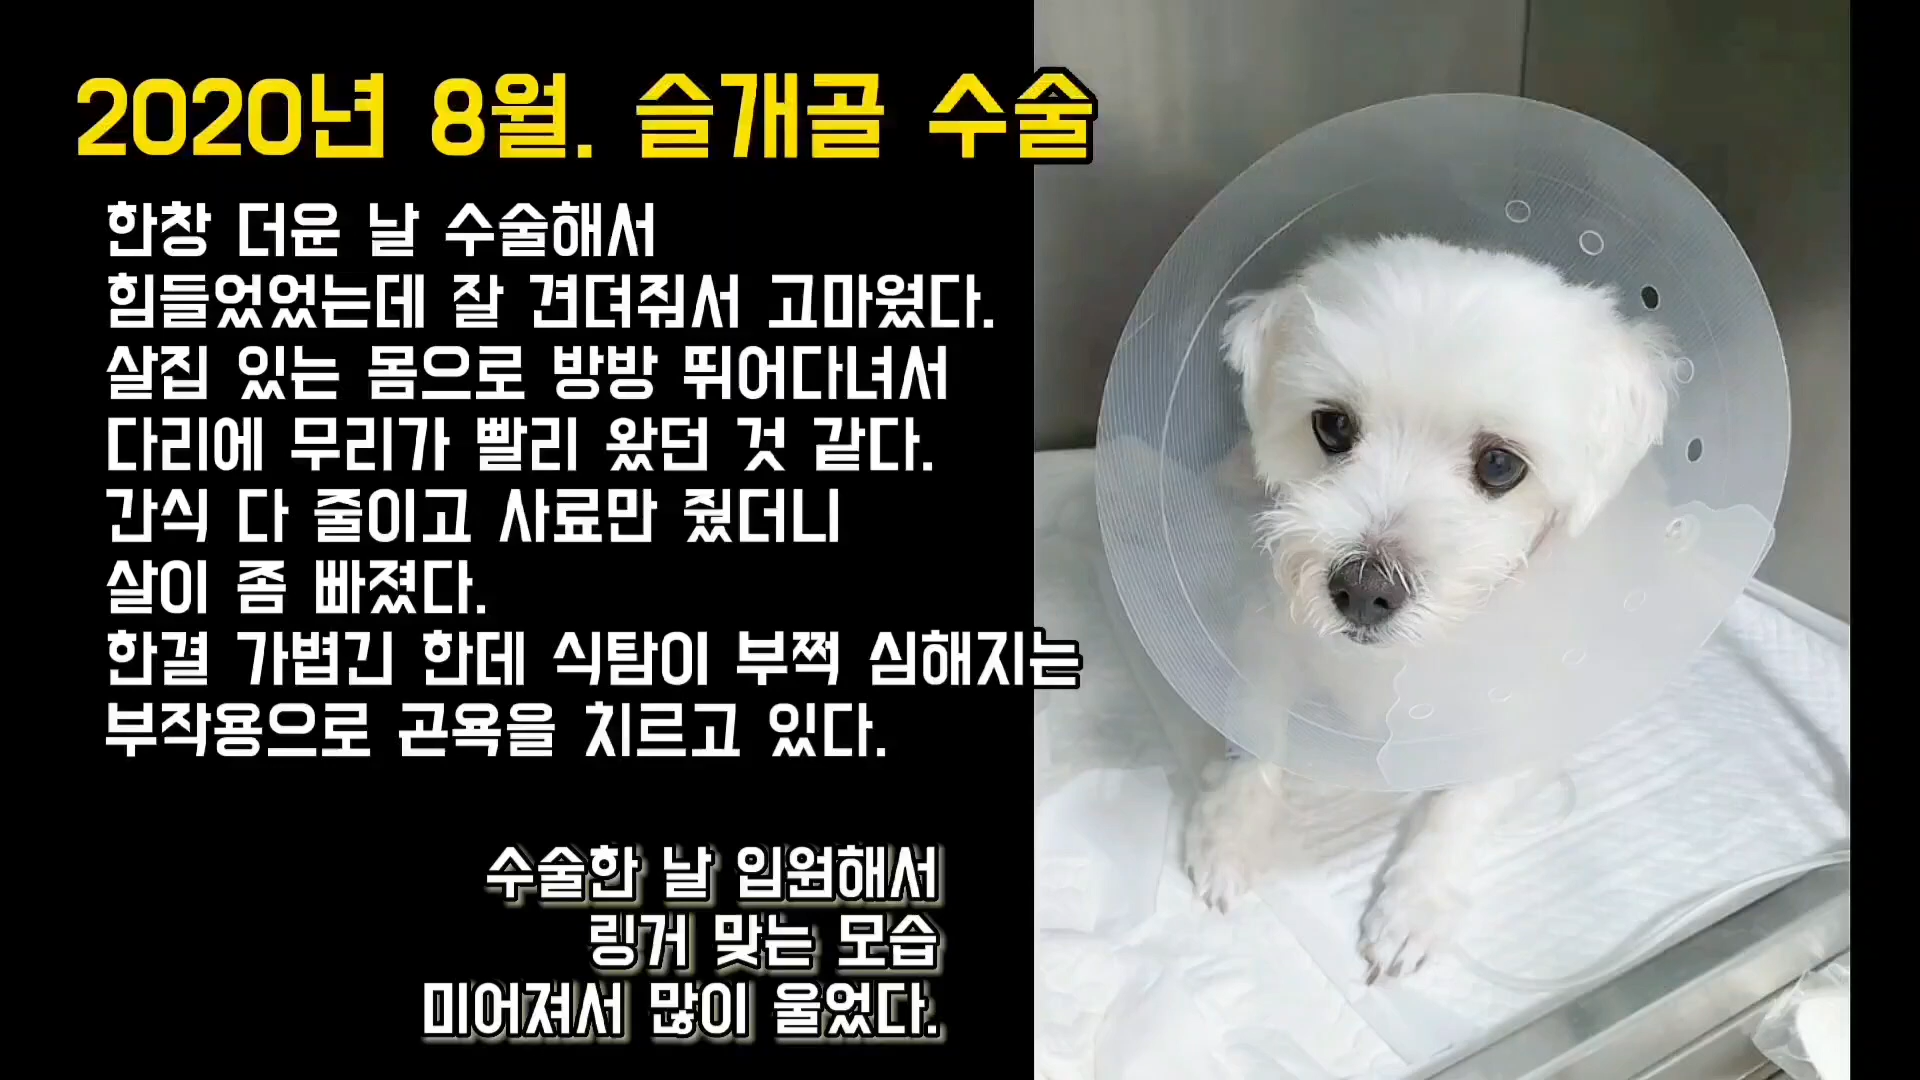 2020년 8월. 슬개골 수술
한창 더운 날 수술해서
힘들었었는데 잘 견뎌줘서 고마웠다.
살집 있는 몸으로 방방 뛰어다녀서
다리에 무리가 빨리 왔던 것 같다.
간식 다 줄이고 사료만 줬더니
살이 좀 빠졌다.
한결 가볍긴 한데 식탐이 부쩍 심해지는
부작용으로 곤욕을 치르고 있다.
수술한 날 입원해서
링거 맞는 모습
미어져서 많이 울었다.